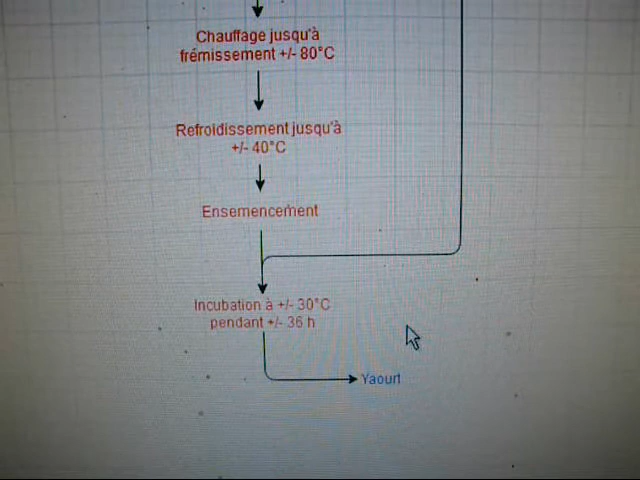 Chauffage jusqu'à
frémissement +/- 80°C
Refroidissement jusqu'à
+/- 40°C
Ensemencement
Incubation à +/- 30°C
pendant +/- 36 h
Yaourt